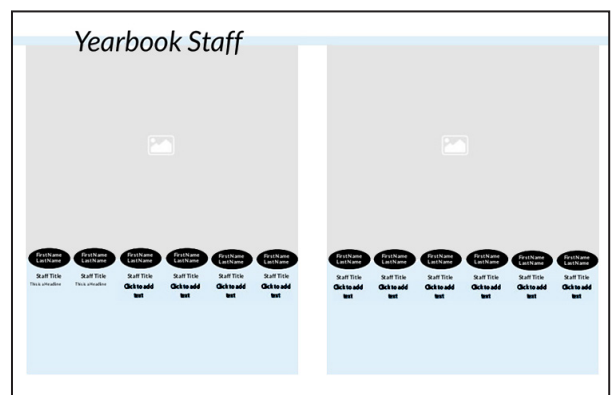 Yearbook Staff
FirstName
LastName
Staff Title
FirstName
LastName
Staff Title
FirstName
LastName
Staff Title
Click to add
text
FirstName
LastName
Staff Title
Click to add
text
FirstName
LastName
Staff Title
Click to add
text
FirstName
LastName
Staff Title
Click to add
text
FirstName
LastName
Staff Title
Click to add
text
FirstName
LastName
Staff Title
Click to add
text
FirstName
LastName
Staff Title
Click to add
text
FirstName
LastName
Staff Title
Click to add
text
FirstName
LastName
Staff Title
Click to add
text
FirstName
LastName
Staff Title
Click to add
text